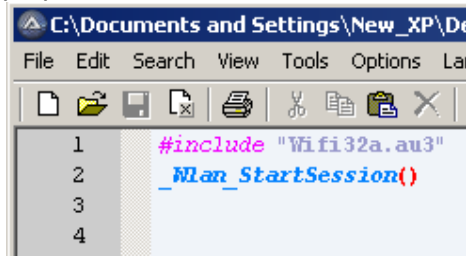 C:\Documents and Settings\New_XP\De
File Edit Search View Tools Options La
1 #include "Wifi32a.au3"
2 _Wlan_StartSession()
3
4